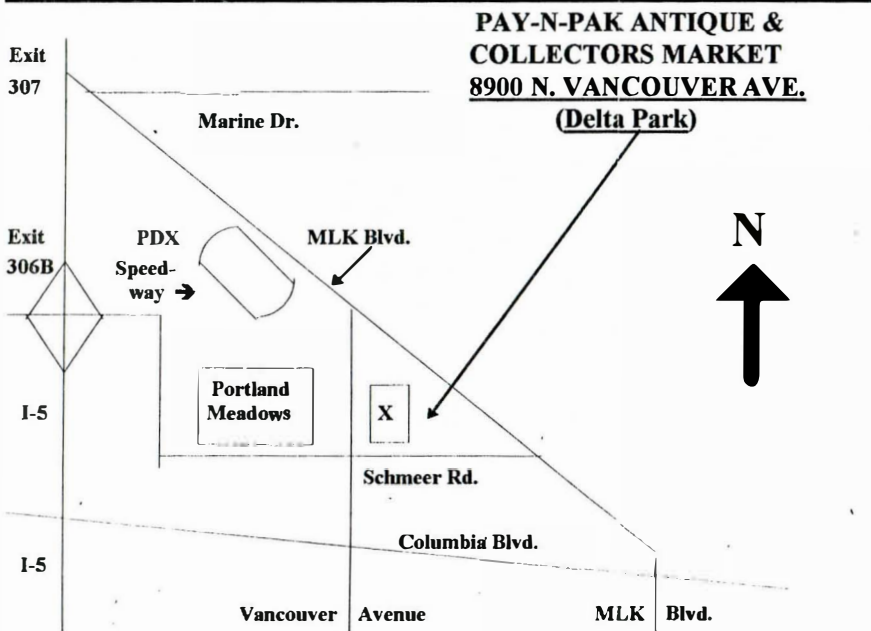 PAY-N-PAK ANTIQUE &
COLLECTORS MARKET
8900 N. VANCOUVER AVE.
(Delta Park)
Exit
307
Marine Dr.
N
Exit
306B
PDX
Speed-
way →
MLK Blvd.
Portland
Meadows
X
I-5
Schmeer Rd.
Columbia Blvd.
I-5
Vancouver Avenue
MLK Blvd.